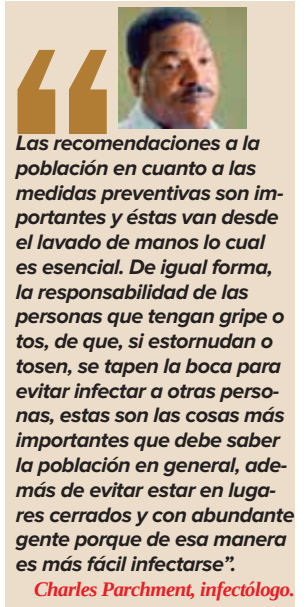 “
Las recomendaciones a la
población en cuanto a las
medidas preventivas son im-
portantes y éstas van desde
el lavado de manos lo cual
es esencial. De igual forma,
la responsabilidad de las
personas que tengan gripe o
tos, de que, si estornudan o
tosen, se tapen la boca para
evitar infectar a otras perso-
nas, estas son las cosas más
importantes que debe saber
la población en general, ade-
más de evitar estar en luga-
res cerrados y con abundante
gente porque de esa manera
es más fácil infectarse”.
Charles Parchment, infectólogo.